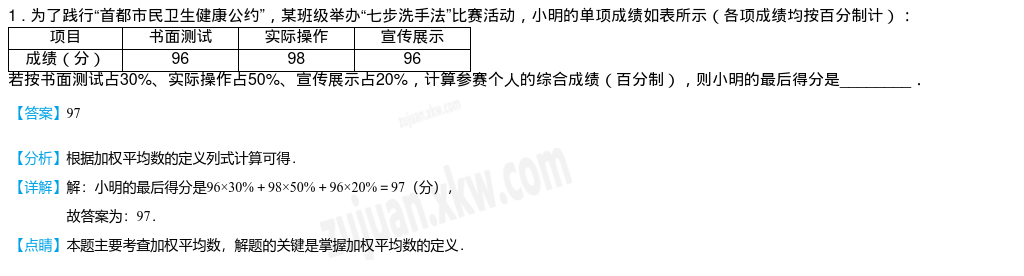 1．为了践行“首都市民卫生健康公约”，某班级举办“七步洗手法”比赛活动，小明的单项成绩如表所示（各项成绩均按百分制计）：
项目 书面测试 实际操作 宣传展示
成绩（分） 96 98 96
若按书面测试占30%、实际操作占50%、宣传展示占20%，计算参赛个人的综合成绩（百分制），则小明的最后得分是_________．
【答案】97
【分析】根据加权平均数的定义列式计算可得．
【详解】解：小明的最后得分是96×30%＋98×50%＋96×20%＝97（分），
故答案为：97．
【点睛】本题主要考查加权平均数，解题的关键是掌握加权平均数的定义．
zujuan.xkw.com
zujuan.xkw.com